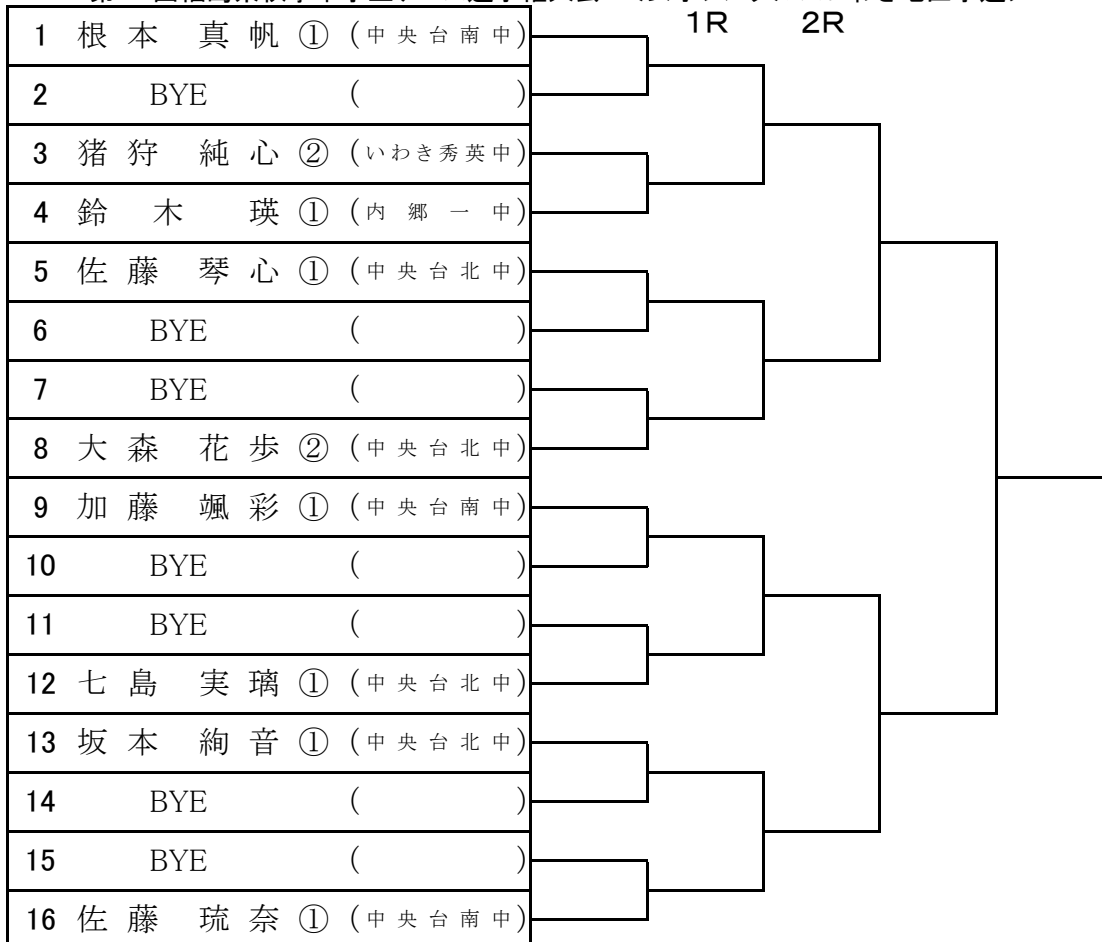 1R 2R
1 根本 真帆 ① (中央台南中)
2 BYE ( )
3 猪狩 純心 ② (いわき秀英中)
4 鈴木 瑛 ① (内郷一中)
5 佐藤 琴心 ① (中央台北中)
6 BYE ( )
7 BYE ( )
8 大森 花歩 ② (中央台北中)
9 加藤 颯彩 ① (中央台南中)
10 BYE ( )
11 BYE ( )
12 七島 実璃 ① (中央台北中)
13 坂本 絢音 ① (中央台北中)
14 BYE ( )
15 BYE ( )
16 佐藤 琉奈 ① (中央台南中)